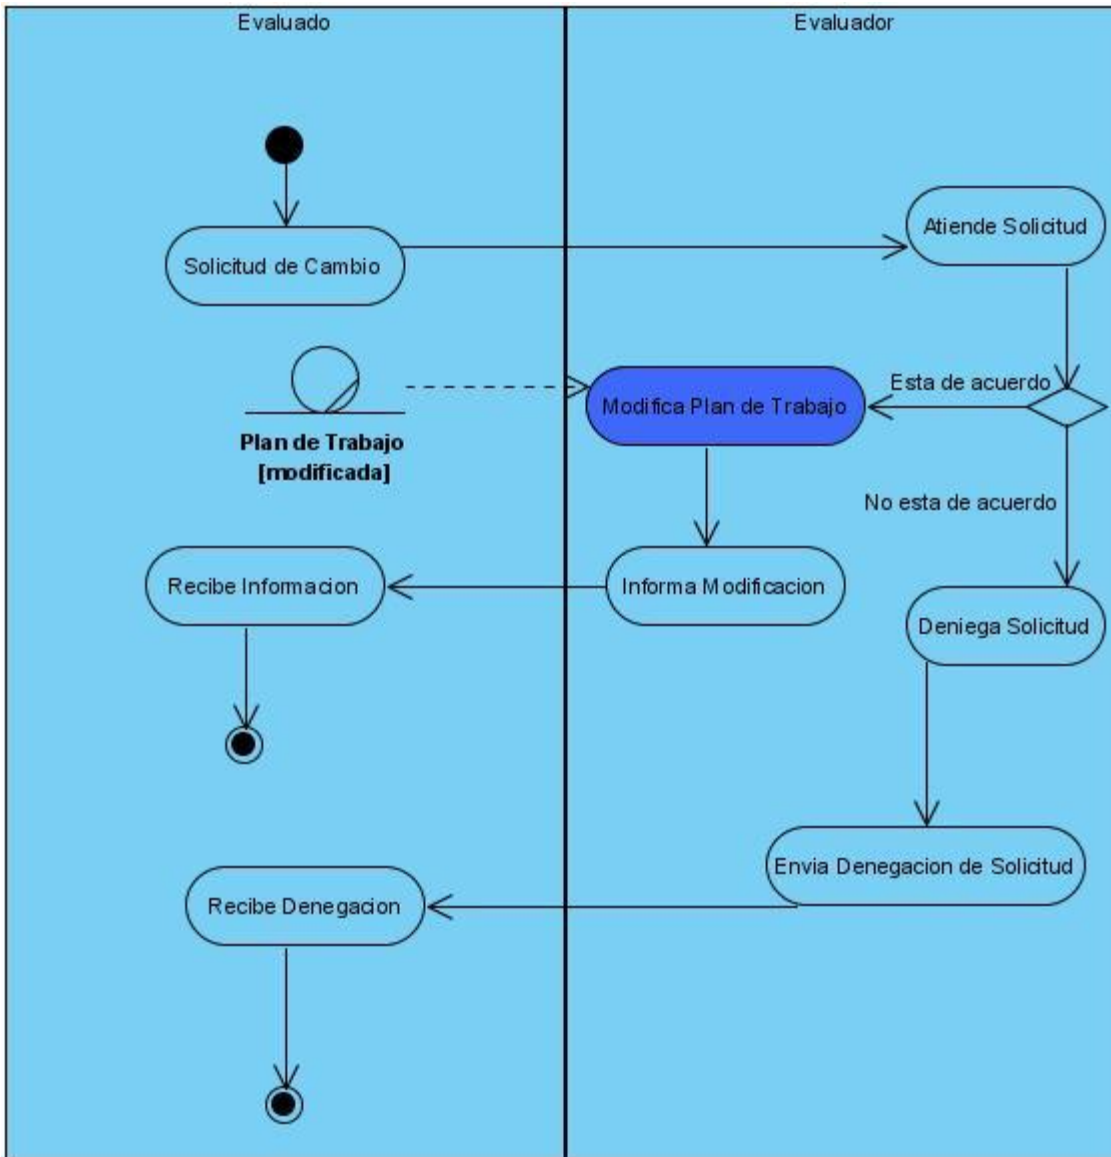 Evaluado
Evaluador
Atiende Solicitud
Solicitud de Cambio
Esta de acuerdo
Modifica Plan de Trabajo
Plan de Trabajo
[modificada]
No esta de acuerdo
Recibe Informacion
Informa Modificacion
Deniega Solicitud
Envia Denegacion de Solicitud
Recibe Denegacion